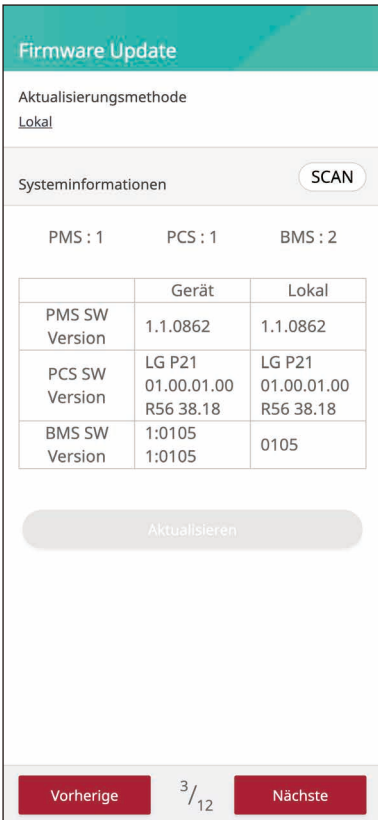 Firmware Update
Aktualisierungsmethode
Lokal
Systeminformationen
SCAN
PMS : 1 PCS : 1 BMS : 2
Gerät Lokal
PMS SW
Version
1.1.0862 1.1.0862
PCS SW
Version
LG P21
01.00.01.00
R56 38.18
LG P21
01.00.01.00
R56 38.18
BMS SW
Version
1:0105
1:0105
0105
Aktualisieren
Vorherige 3/12 Nächste